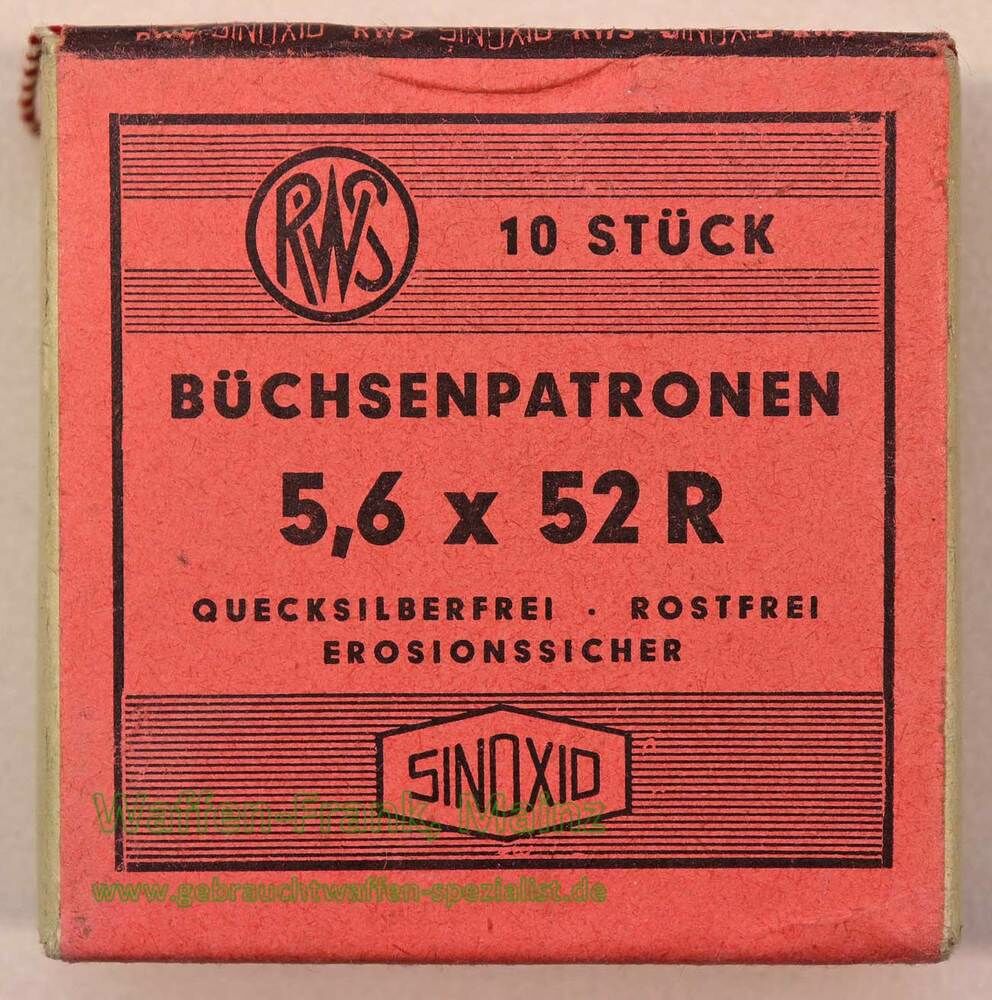 RWS SINOXID RWS SINOXID RWS SINOXID RWS
RWS
10 STÜCK
BÜCHSENPATRONEN
5,6 x 52 R
QUECKSILBERFREI · ROSTFREI
EROSIONSSICHER
SINOXID
Waffen-Frank, Mainz
www.gebrauchtwaffen-spezialist.de